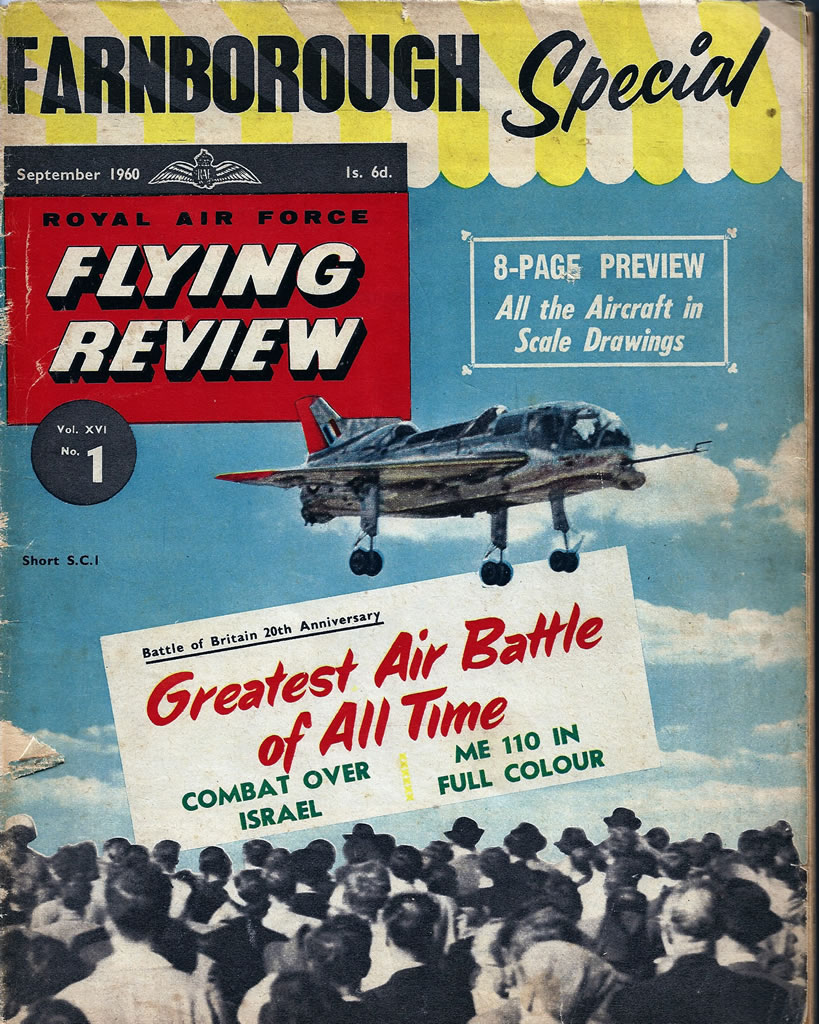 FARNBOROUGH Special
September 1960 RAF 1s. 6d.
ROYAL AIR FORCE
FLYING
REVIEW
8-PAGE PREVIEW
All the Aircraft in
Scale Drawings
Vol. XVI
No. 1
Short S.C.1
Battle of Britain 20th Anniversary
Greatest Air Battle
of All Time
COMBAT OVER
ISRAEL
ME 110 IN
FULL COLOUR